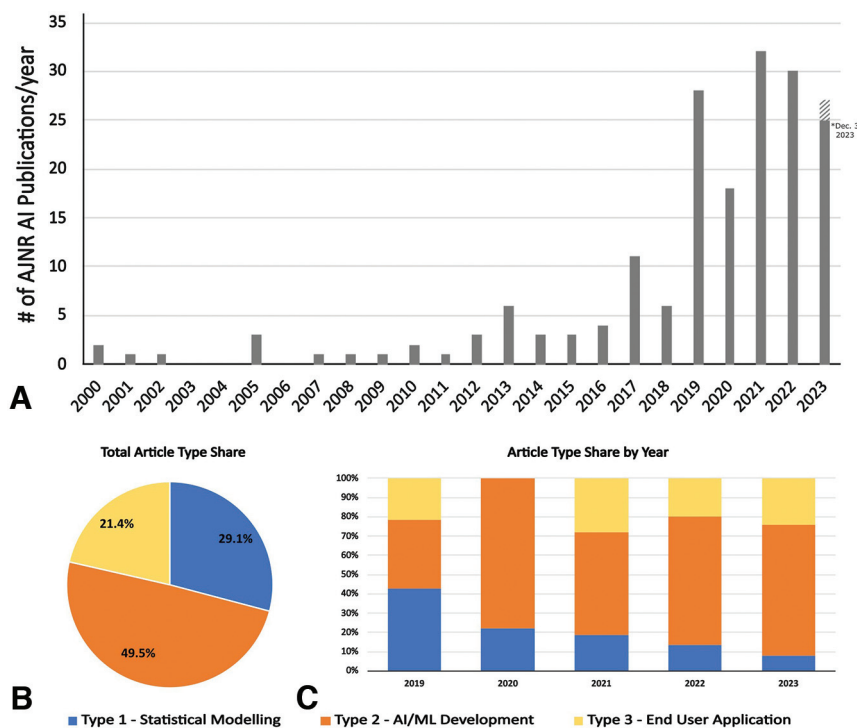 # of AJNR AI Publications/year
35
30
25
20
15
10
5
0
*Dec. 3
2023
2000 2001 2002 2003 2004 2005 2006 2007 2008 2009 2010 2011 2012 2013 2014 2015 2016 2017 2018 2019 2020 2021 2022 2023
A
Total Article Type Share
21.4%
29.1%
49.5%
B
Article Type Share by Year
100%
90%
80%
70%
60%
50%
40%
30%
20%
10%
0%
2019 2020 2021 2022 2023
C
Type 1 - Statistical Modelling Type 2 - AI/ML Development Type 3 - End User Application